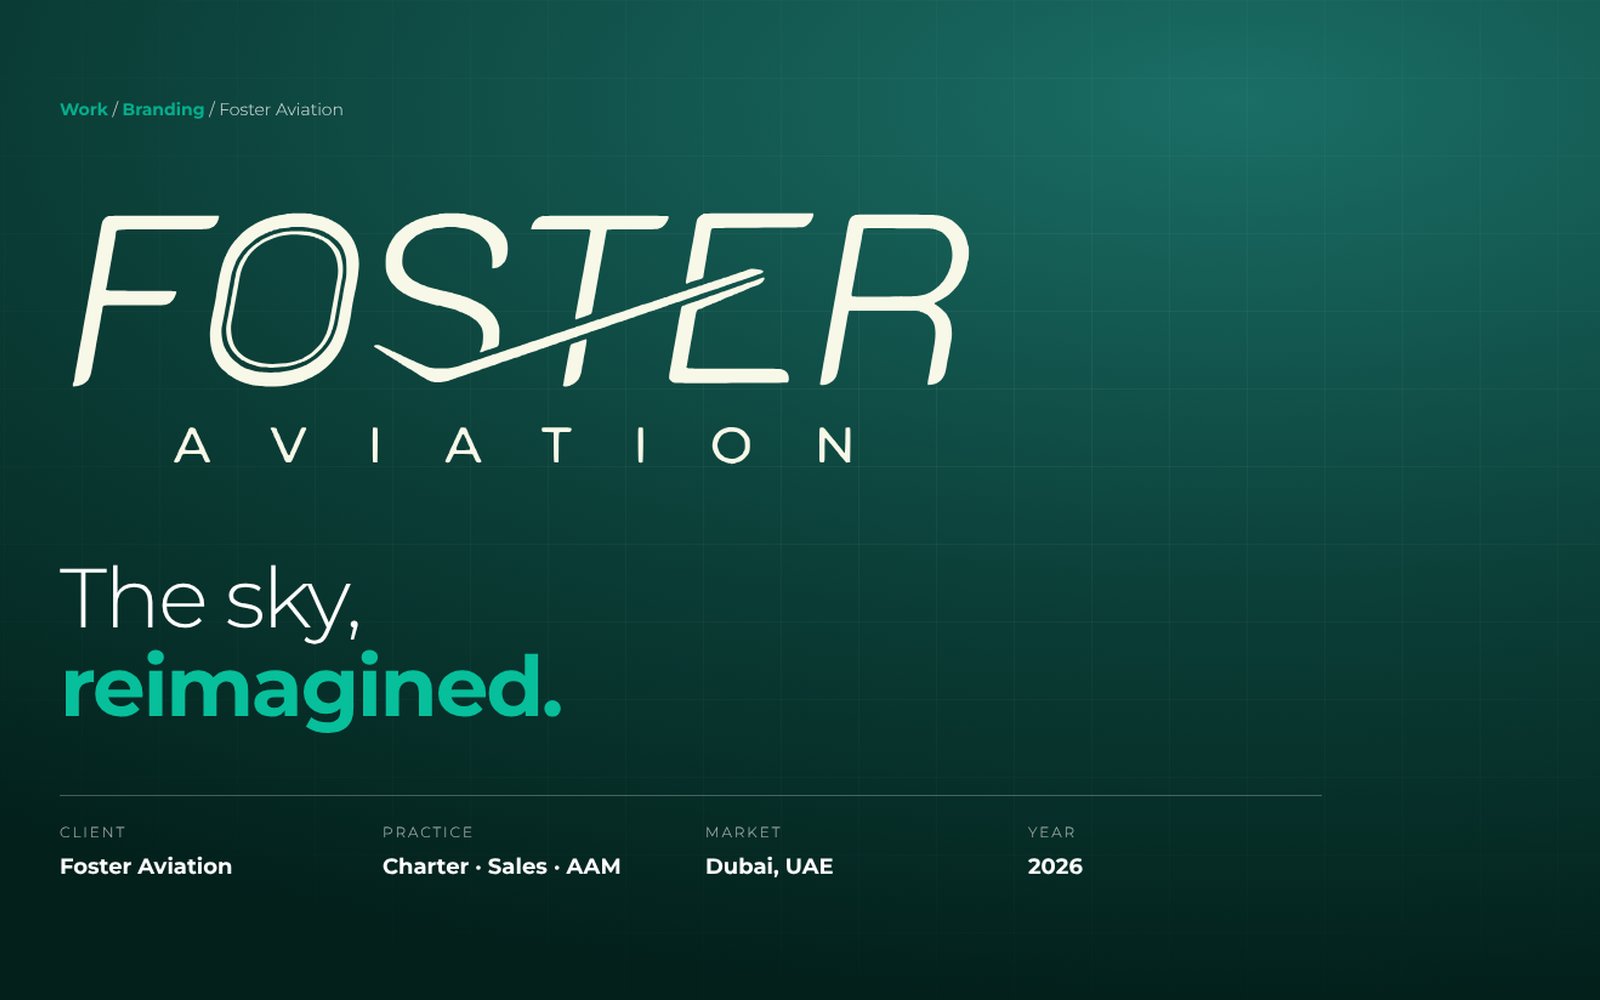 Work / Branding / Foster Aviation
FOSTER
AVIATION
The sky,
reimagined.
CLIENT PRACTICE MARKET YEAR
Foster Aviation Charter · Sales · AAM Dubai, UAE 2026